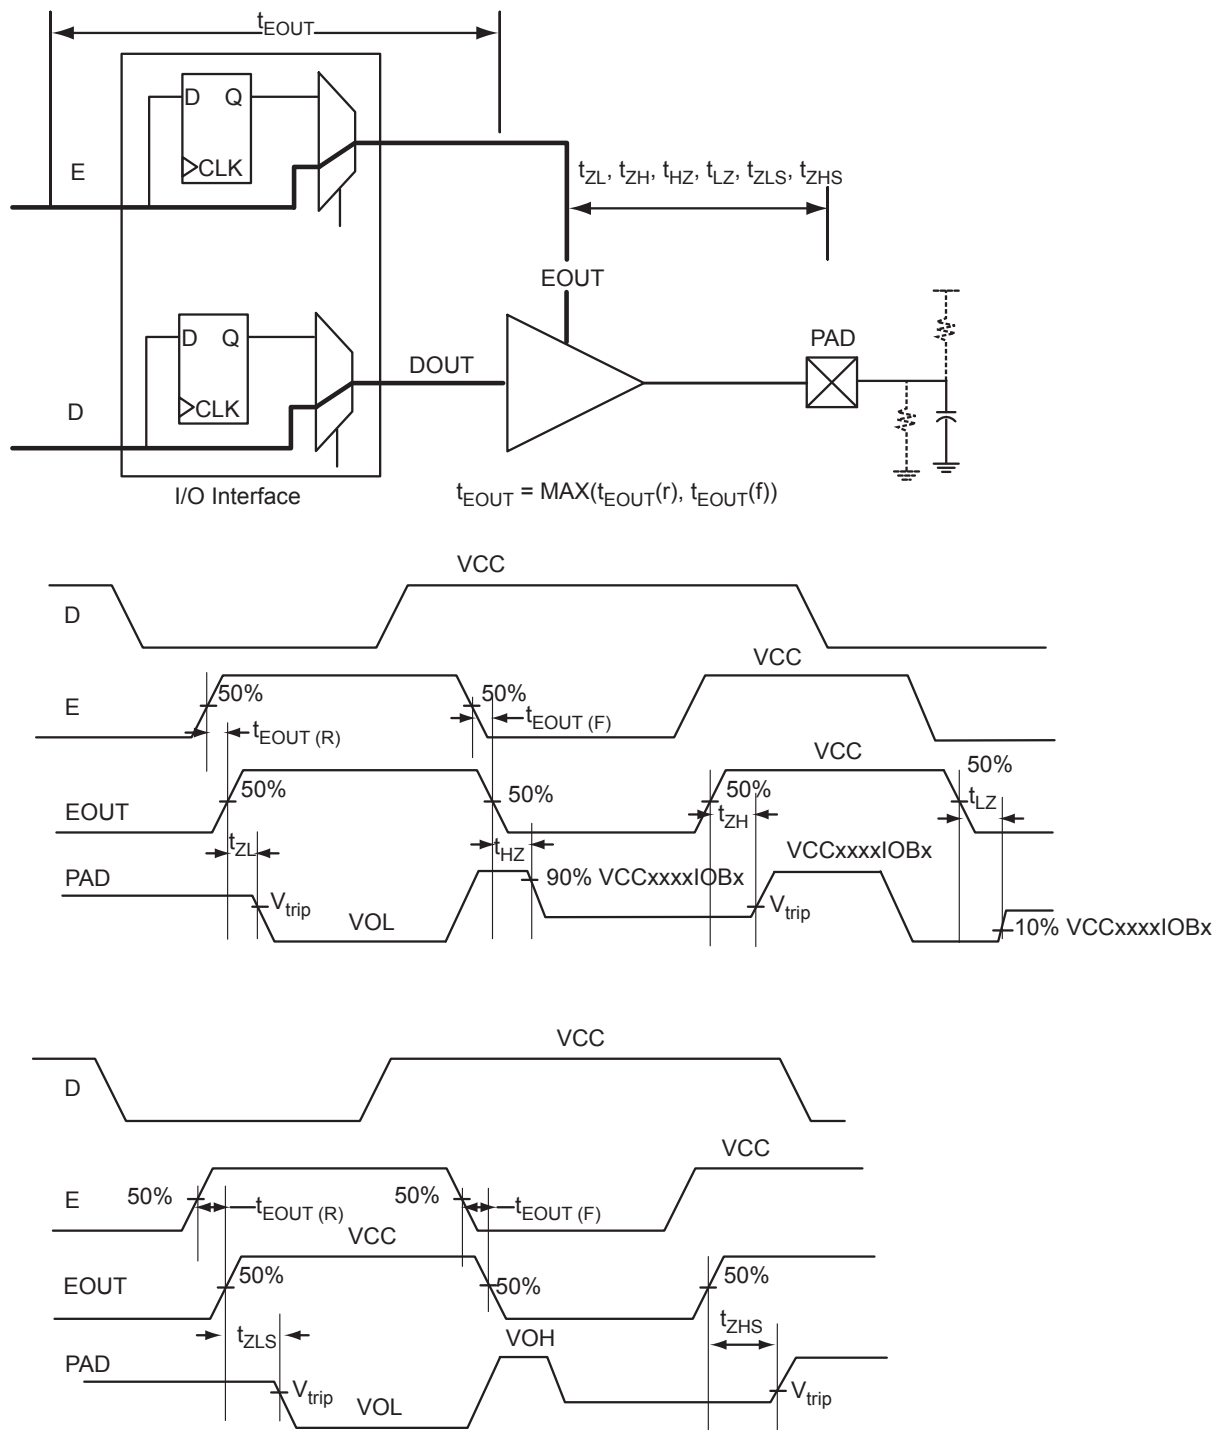 tEOUT
D Q
CLK
E
tZL, tZH, tHZ, tLZ, tZLS, tZHS
EOUT
D Q
CLK
D
DOUT
PAD
I/O Interface
tEOUT = MAX(tEOUT(r), tEOUT(f))
VCC
D
VCC
E
50%
50%
tEOUT (R)
tEOUT (F)
VCC
50%
EOUT
50%
50%
50%
tLZ
tZL
tHZ
tZH
VCCxxxxIOBx
PAD
90% VCCxxxxIOBx
Vtrip
VOL
Vtrip
10% VCCxxxxIOBx
VCC
D
VCC
E
50%
50%
tEOUT (R)
tEOUT (F)
VCC
EOUT
50%
50%
50%
tZLS
VOH
tZHS
PAD
Vtrip
VOL
Vtrip